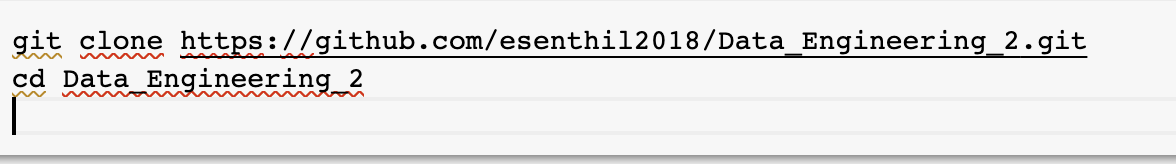 git clone https://github.com/esenthil2018/Data_Engineering_2.git
cd Data_Engineering_2